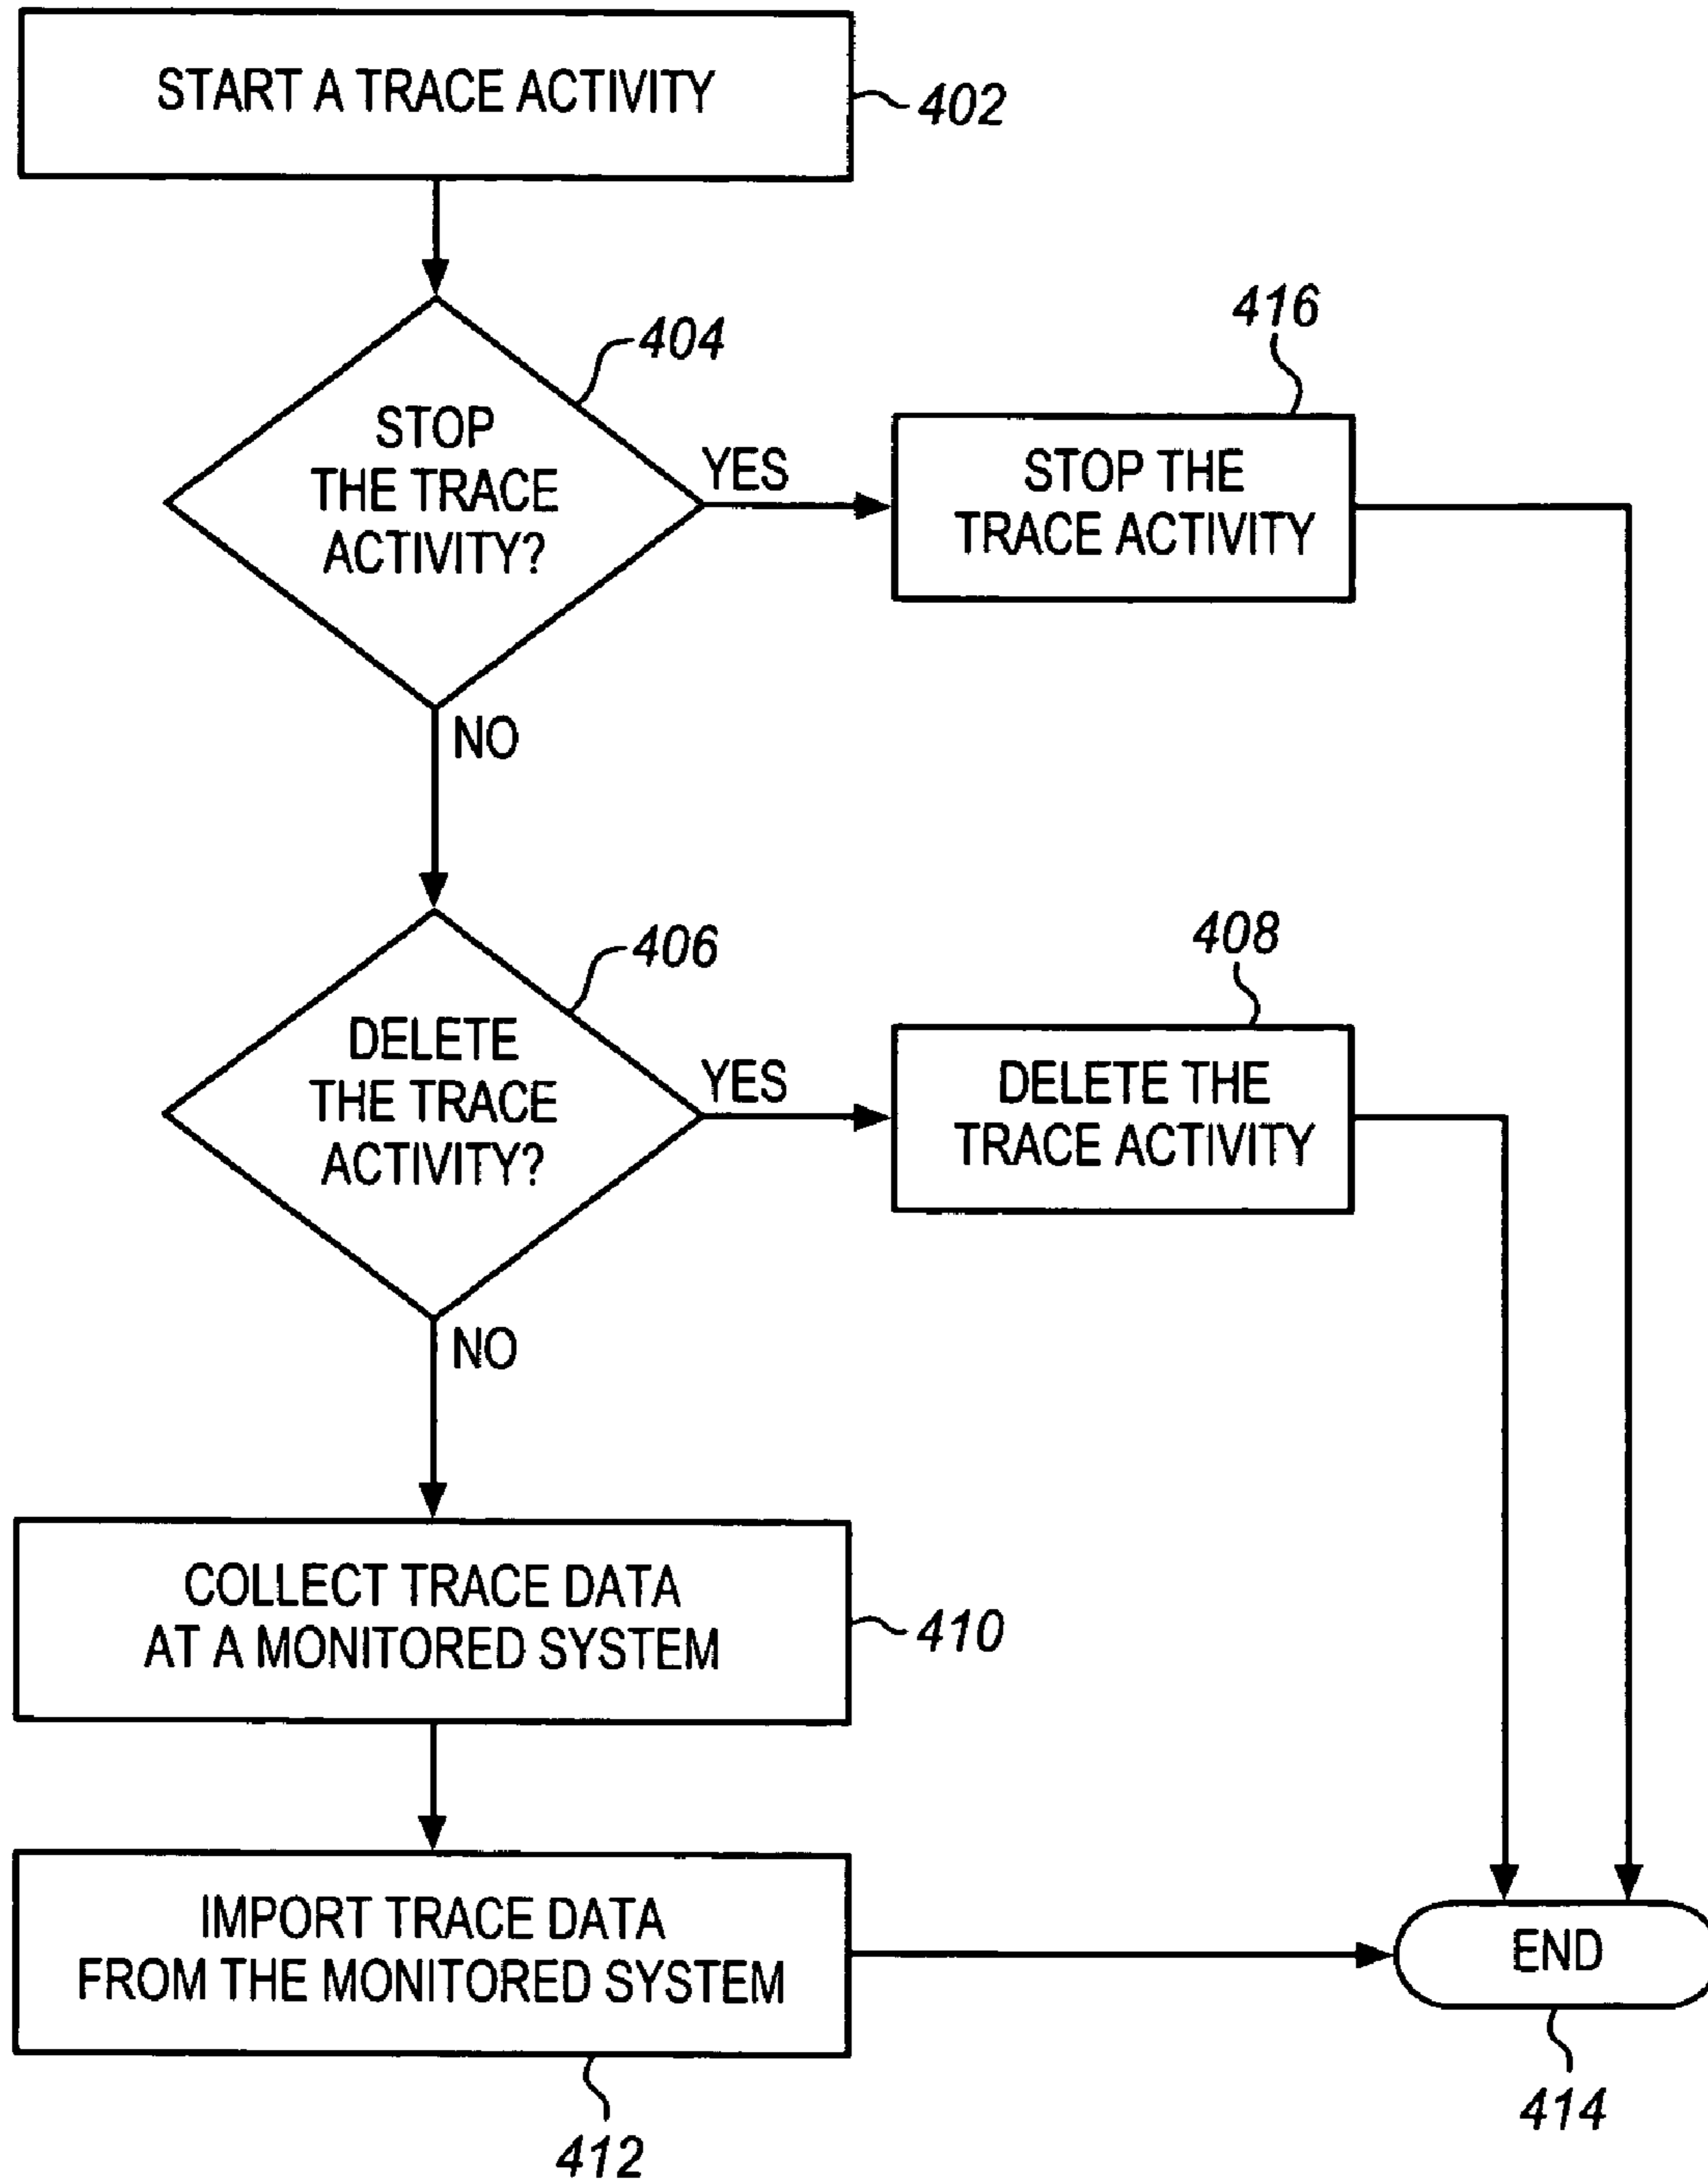 START A TRACE ACTIVITY
402
404
STOP
THE TRACE
ACTIVITY?
YES
416
STOP THE
TRACE ACTIVITY
NO
406
DELETE
THE TRACE
ACTIVITY?
YES
408
DELETE THE
TRACE ACTIVITY
NO
COLLECT TRACE DATA
AT A MONITORED SYSTEM
410
IMPORT TRACE DATA
FROM THE MONITORED SYSTEM
412
END
414